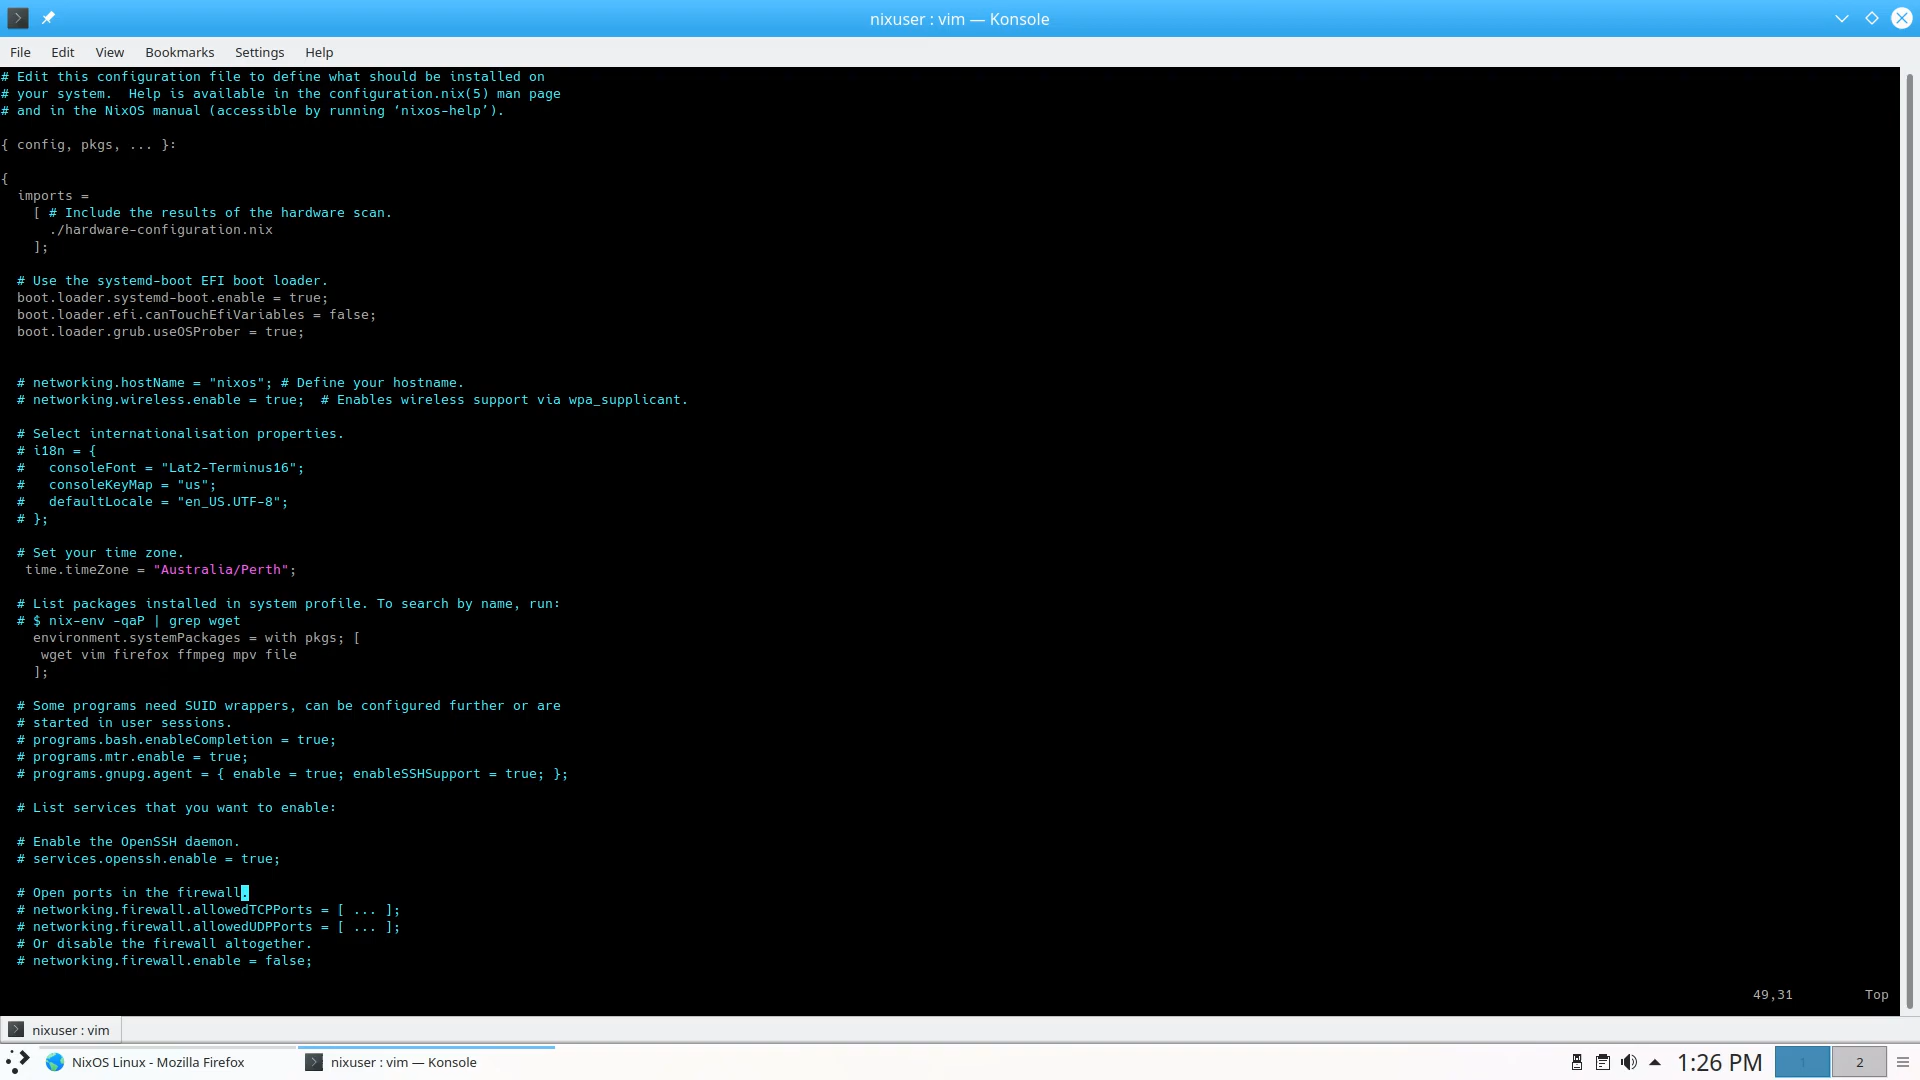 nixuser : vim — Konsole
File Edit View Bookmarks Settings Help
# Edit this configuration file to define what should be installed on
# your system.  Help is available in the configuration.nix(5) man page
# and in the NixOS manual (accessible by running ‘nixos-help’).
{ config, pkgs, ... }:
{
  imports =
    [ # Include the results of the hardware scan.
      ./hardware-configuration.nix
    ];
  # Use the systemd-boot EFI boot loader.
  boot.loader.systemd-boot.enable = true;
  boot.loader.efi.canTouchEfiVariables = false;
  boot.loader.grub.useOSProber = true;
  # networking.hostName = "nixos"; # Define your hostname.
  # networking.wireless.enable = true;  # Enables wireless support via wpa_supplicant.
  # Select internationalisation properties.
  # i18n = {
  #   consoleFont = "Lat2-Terminus16";
  #   consoleKeyMap = "us";
  #   defaultLocale = "en_US.UTF-8";
  # };
  # Set your time zone.
   time.timeZone = "Australia/Perth";
  # List packages installed in system profile. To search by name, run:
  # $ nix-env -qaP | grep wget
    environment.systemPackages = with pkgs; [
     wget vim firefox ffmpeg mpv file
    ];
  # Some programs need SUID wrappers, can be configured further or are
  # started in user sessions.
  # programs.bash.enableCompletion = true;
  # programs.mtr.enable = true;
  # programs.gnupg.agent = { enable = true; enableSSHSupport = true; };
  # List services that you want to enable:
  # Enable the OpenSSH daemon.
  # services.openssh.enable = true;
  # Open ports in the firewall.
  # networking.firewall.allowedTCPPorts = [ ... ];
  # networking.firewall.allowedUDPPorts = [ ... ];
  # Or disable the firewall altogether.
  # networking.firewall.enable = false;
49,31 Top
nixuser : vim
NixOS Linux - Mozilla Firefox nixuser : vim — Konsole 1:26 PM 1 2